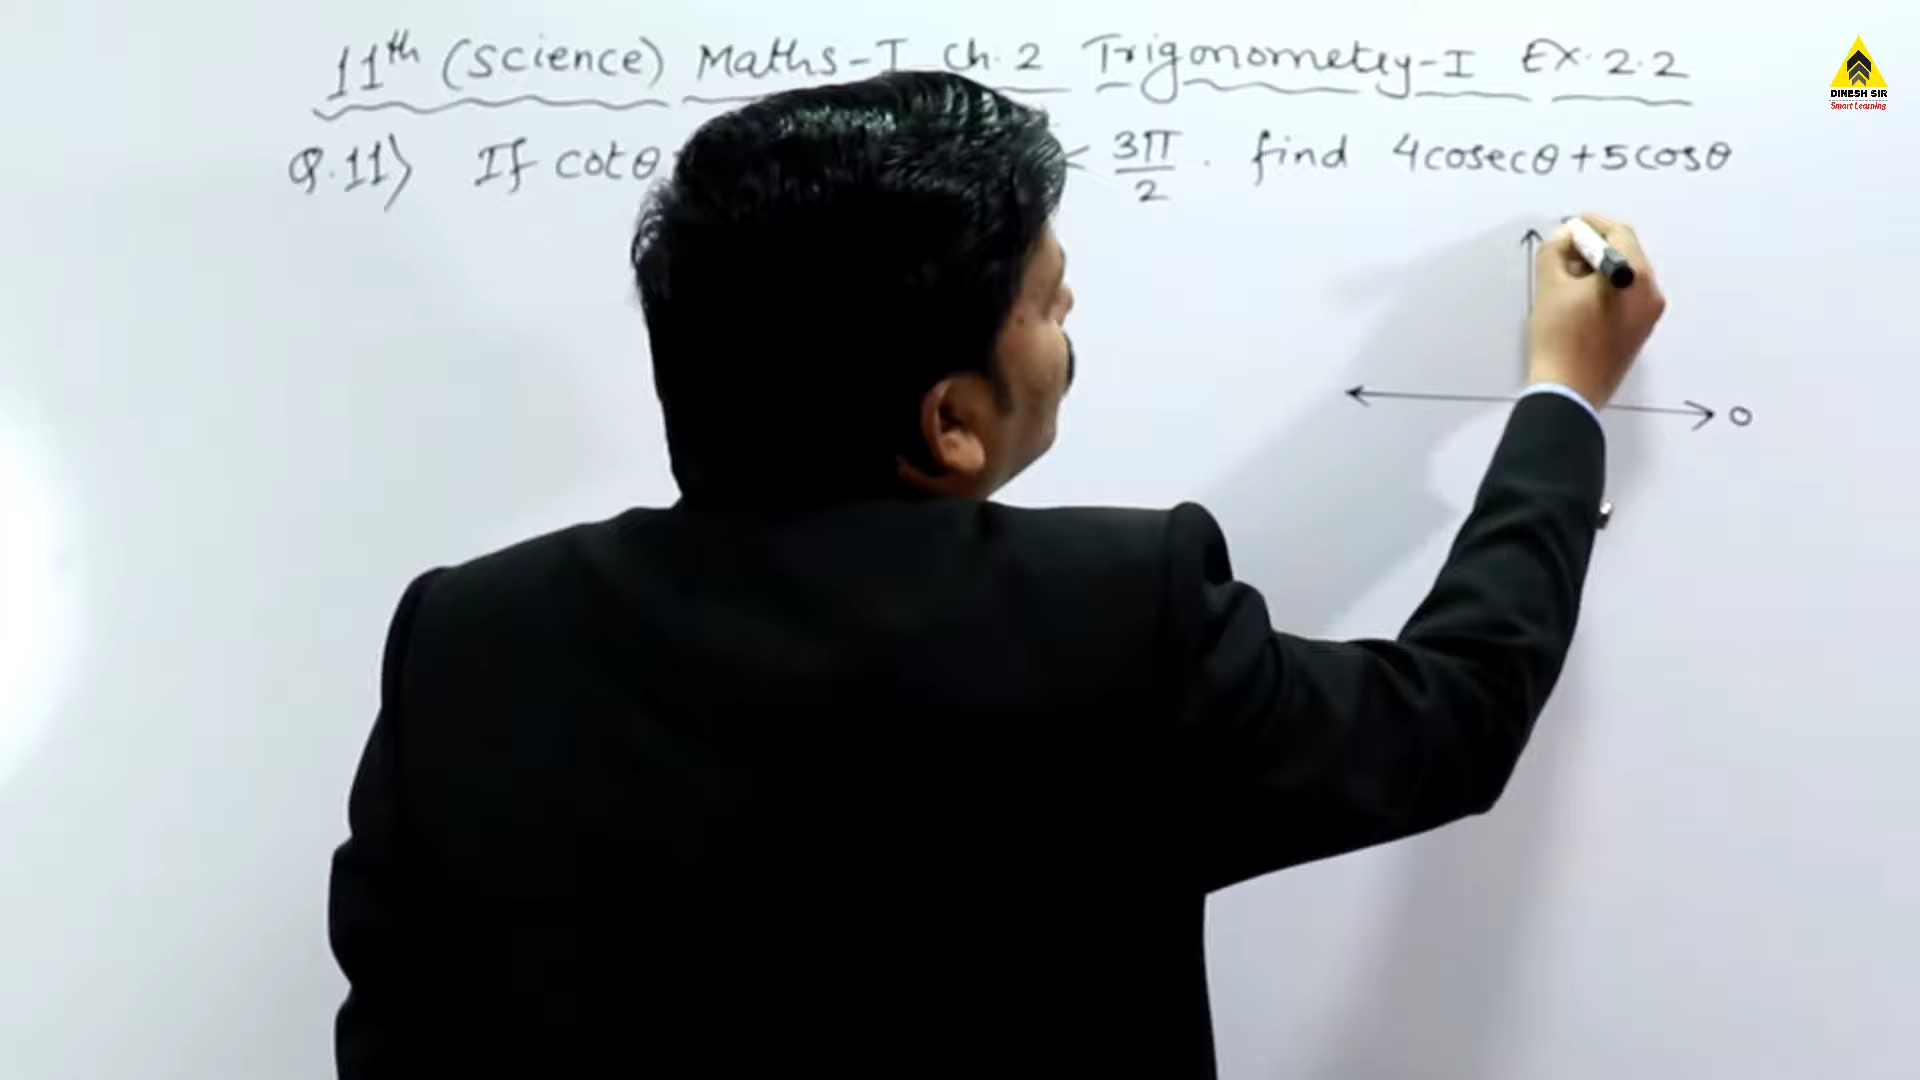 11th (Science) Maths-I Ch.2 Trigonometry-I Ex.2.2
Q.11) If cotθ < 3π/2 . find 4cosecθ+5cosθ
0
DINESH SIR
Smart Learning